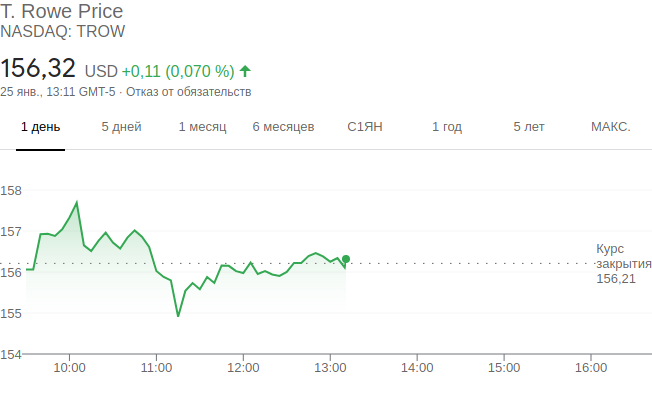 T. Rowe Price
NASDAQ: TROW
156,32 USD +0,11 (0,070 %)
25 янв., 13:11 GMT-5 · Отказ от обязательств
1 день 5 дней 1 месяц 6 месяцев С1ЯН 1 год 5 лет МАКС.
158
157
Курс
156 закрытия
156,21
155
154
10:00 11:00 12:00 13:00 14:00 15:00 16:00